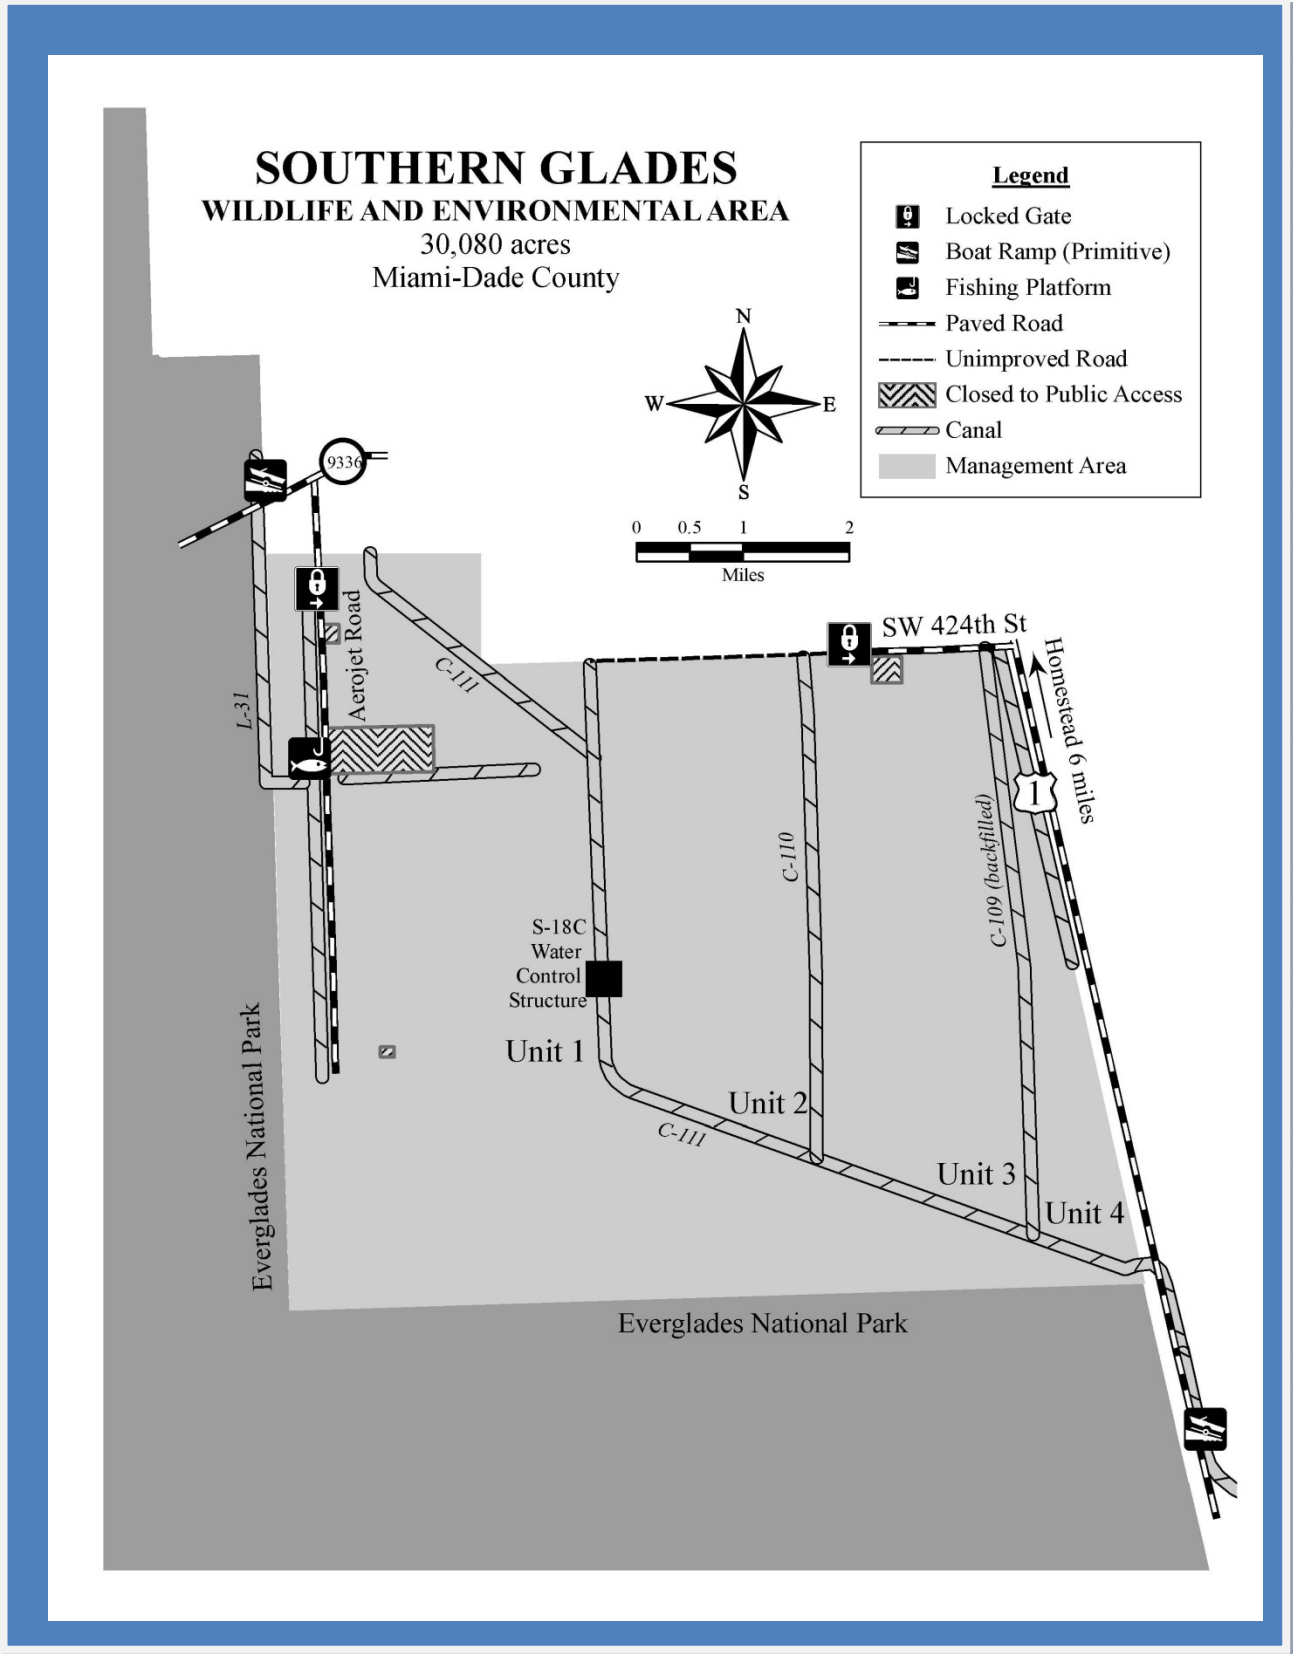 SOUTHERN GLADES
WILDLIFE AND ENVIRONMENTAL AREA
30,080 acres
Miami-Dade County
Legend
Locked Gate
Boat Ramp (Primitive)
Fishing Platform
Paved Road
Unimproved Road
Closed to Public Access
Canal
Management Area
N
W
E
S
0 0.5 1 2
Miles
9336
Aerojet Road
L-31
C-111
SW 424th St
Homestead 6 miles
1
C-110
C-109 (backfilled)
S-18C
Water
Control
Structure
Unit 1
Unit 2
C-111
Unit 3
Unit 4
Everglades National Park
Everglades National Park